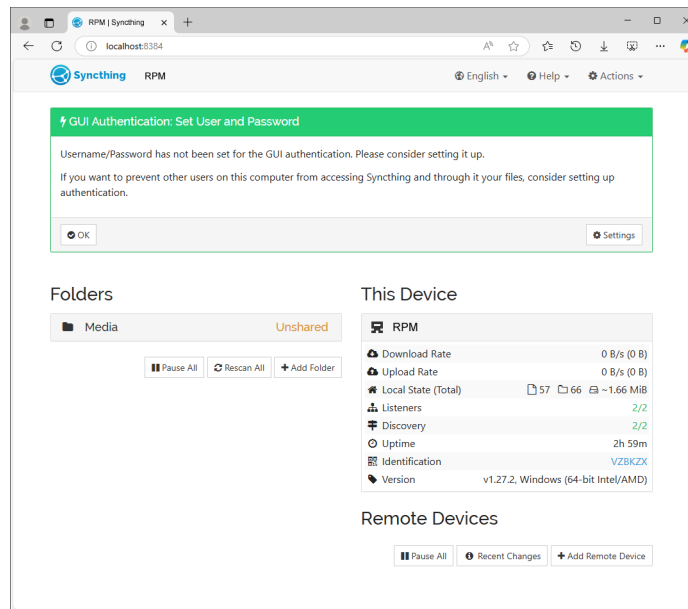 RPM | Syncthing
localhost:8384
Syncthing RPM English Help Actions
GUI Authentication: Set User and Password
Username/Password has not been set for the GUI authentication. Please consider setting it up.
If you want to prevent other users on this computer from accessing Syncthing and through it your files, consider setting up
authentication.
OK Settings
Folders
Media Unshared
Pause All Rescan All Add Folder
This Device
RPM
Download Rate 0 B/s (0 B)
Upload Rate 0 B/s (0 B)
Local State (Total) 57 66 ~1.66 MiB
Listeners 2/2
Discovery 2/2
Uptime 2h 59m
Identification VZBKZX
Version v1.27.2, Windows (64-bit Intel/AMD)
Remote Devices
Pause All Recent Changes Add Remote Device